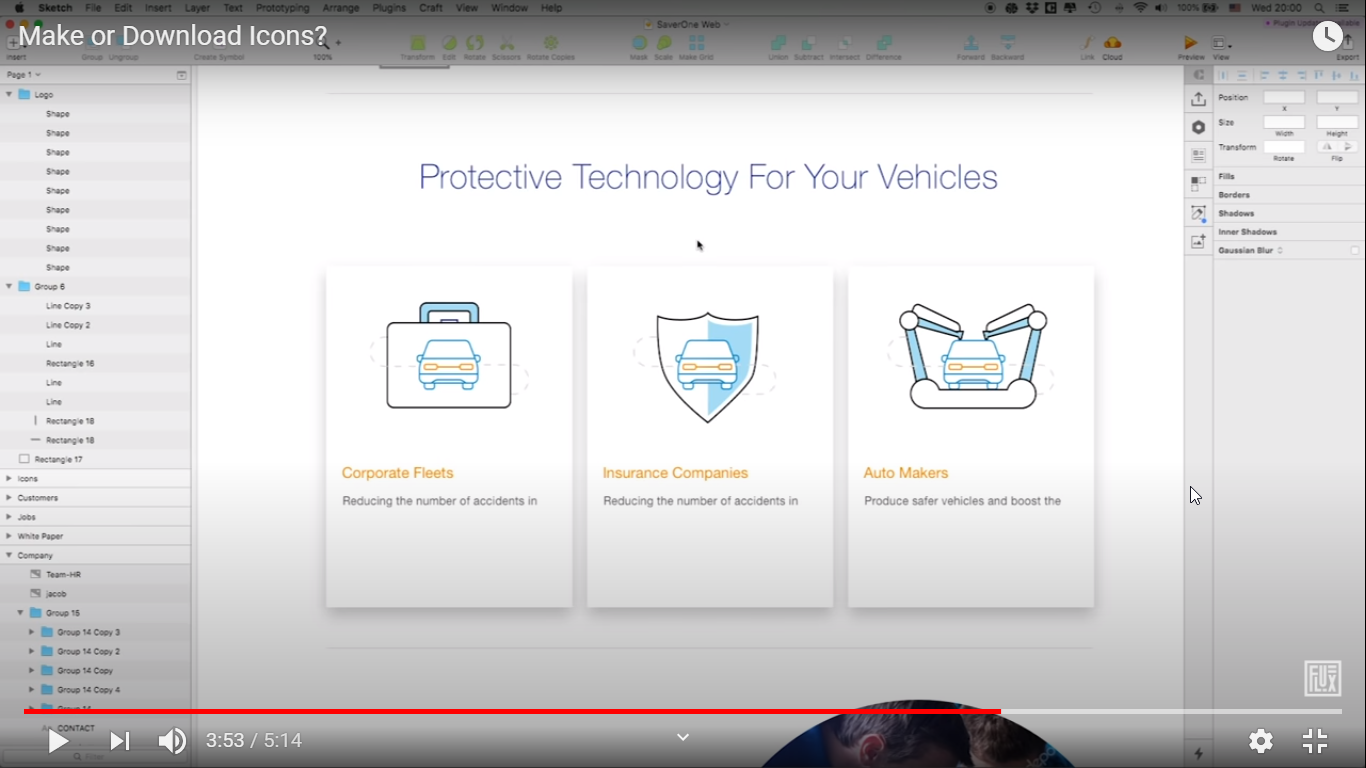 Sketch File Edit Insert Layer Text Prototyping Arrange Plugins Craft View Window Help
100% Wed 20:00
SaverOne Web
Make or Download Icons?
Insert Group Ungroup Create Symbol 100% Transform Edit Rotate Scissors Rotate Copies Mask Scale Make Grid Union Subtract Intersect Difference Forward Backward Link Cloud Preview View Export
Page 1
Logo
Shape
Shape
Shape
Shape
Shape
Shape
Shape
Shape
Shape
Group 6
Line Copy 3
Line Copy 2
Line
Rectangle 16
Line
Line
Rectangle 18
Rectangle 18
Rectangle 17
Icons
Customers
Jobs
White Paper
Company
Team-HR
jacob
Group 15
Group 14 Copy 3
Group 14 Copy 2
Group 14 Copy
Group 14 Copy 4
CONTACT
Filter
Protective Technology For Your Vehicles
Corporate Fleets
Reducing the number of accidents in
Insurance Companies
Reducing the number of accidents in
Auto Makers
Produce safer vehicles and boost the
Position
X Y
Size
Width Height
Transform
Rotate Flip
Fills
Borders
Shadows
Inner Shadows
Gaussian Blur
FLUX
3:53 / 5:14